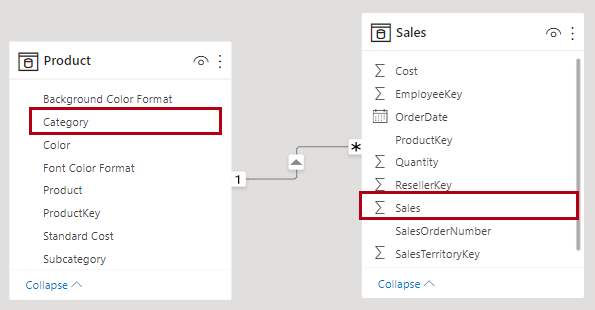 Product
Background Color Format
Category
Color
Font Color Format
Product
ProductKey
Standard Cost
Subcategory
Collapse
1
*
Sales
Cost
EmployeeKey
OrderDate
ProductKey
Quantity
ResellerKey
Sales
SalesOrderNumber
SalesTerritoryKey
Collapse